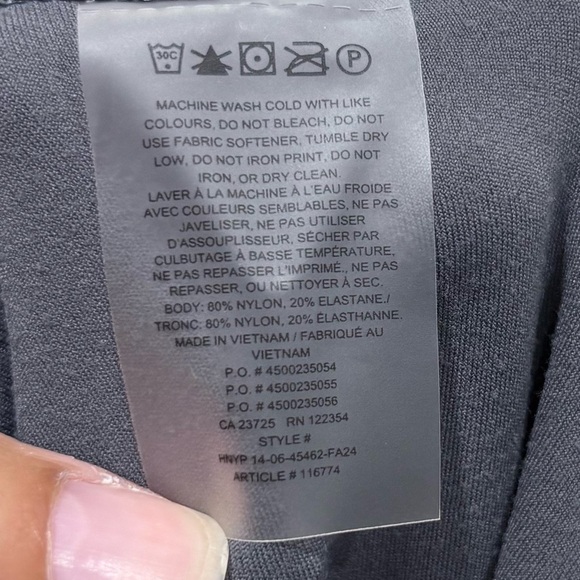 30C P
MACHINE WASH COLD WITH LIKE
COLOURS, DO NOT BLEACH, DO NOT
USE FABRIC SOFTENER, TUMBLE DRY
LOW, DO NOT IRON PRINT, DO NOT
IRON, OR DRY CLEAN.
LAVER À LA MACHINE À L'EAU FROIDE
AVEC COULEURS SEMBLABLES, NE PAS
JAVELISER, NE PAS UTILISER
D'ASSOUPLISSEUR, SÉCHER PAR
CULBUTAGE À BASSE TEMPÉRATURE,
NE PAS REPASSER L'IMPRIMÉ., NE PAS
REPASSER, OU NETTOYER À SEC.
BODY: 80% NYLON, 20% ELASTANE./
TRONC: 80% NYLON, 20% ÉLASTHANNE.
MADE IN VIETNAM / FABRIQUÉ AU
VIETNAM
P.O. # 4500235054
P.O. # 4500235055
P.O. # 4500235056
CA 23725 RN 122354
STYLE #
HNYP 14-06-45462-FA24
ARTICLE # 116774